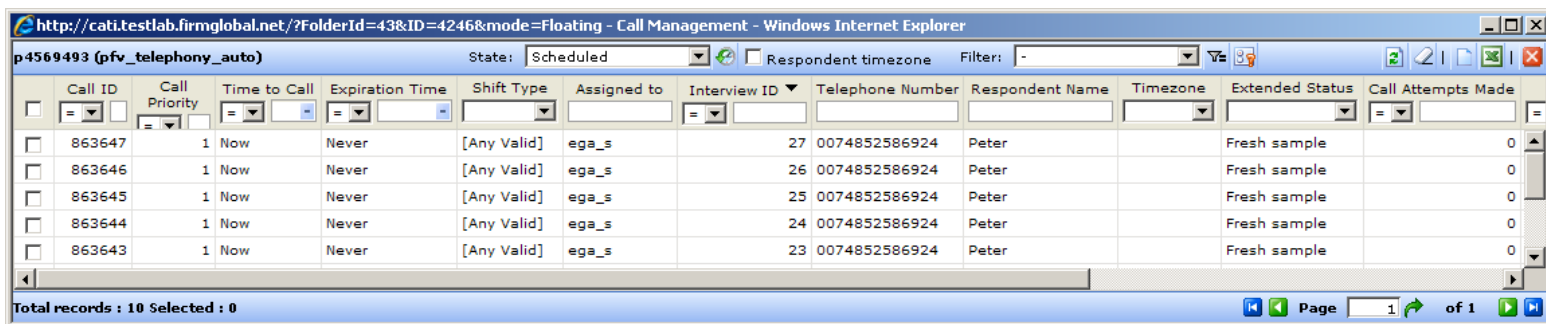 http://cati.testlab.firmglobal.net/?FolderId=43&ID=4246&mode=Floating - Call Management - Windows Internet Explorer
p4569493 (pfv_telephony_auto) State: Scheduled Respondent timezone Filter: -
Call ID Call Priority Time to Call Expiration Time Shift Type Assigned to Interview ID Telephone Number Respondent Name Timezone Extended Status Call Attempts Made
= = = = = = =
863647 1 Now Never [Any Valid] ega_s 27 0074852586924 Peter Fresh sample 0
863646 1 Now Never [Any Valid] ega_s 26 0074852586924 Peter Fresh sample 0
863645 1 Now Never [Any Valid] ega_s 25 0074852586924 Peter Fresh sample 0
863644 1 Now Never [Any Valid] ega_s 24 0074852586924 Peter Fresh sample 0
863643 1 Now Never [Any Valid] ega_s 23 0074852586924 Peter Fresh sample 0
Total records : 10 Selected : 0 Page 1 of 1